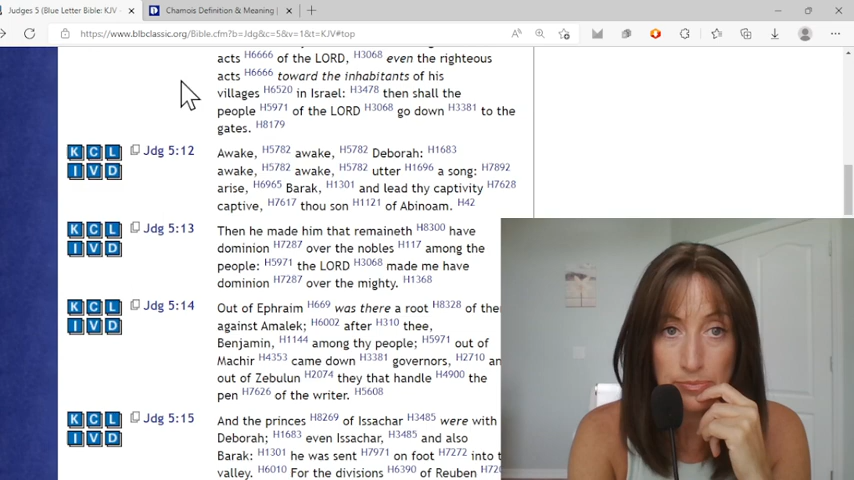 Judges 5 (Blue Letter Bible: KJV -
Chamois Definition & Meaning |
https://www.blbclassic.org/Bible.cfm?b=Jdg&c=5&v=1&t=KJV#top
acts H6666 of the LORD, H3068 even the righteous
acts H6666 toward the inhabitants of his
villages H6520 in Israel: H3478 then shall the
people H5971 of the LORD H3068 go down H3381 to the
gates. H8179
K C L
I V D
Jdg 5:12
Awake, H5782 awake, H5782 Deborah: H1683
awake, H5782 awake, H5782 utter H1696 a song: H7892
arise, H6965 Barak, H1301 and lead thy captivity H7628
captive, H7617 thou son H1121 of Abinoam. H42
K C L
I V D
Jdg 5:13
Then he made him that remaineth H8300 have
dominion H7287 over the nobles H117 among the
people: H5971 the LORD H3068 made me have
dominion H7287 over the mighty. H1368
K C L
I V D
Jdg 5:14
Out of Ephraim H669 was there a root H8328 of
against Amalek; H6002 after H310 thee,
Benjamin, H1144 among thy people; H5971 out of
Machir H4353 came down H3381 governors, H2710
out of Zebulun H2074 they that handle H4900 the
pen H7626 of the writer. H5608
K C L
I V D
Jdg 5:15
And the princes H8269 of Issachar H3485 were with
Deborah; H1683 even Issachar, H3485 and also
Barak: H1301 he was sent H7971 on foot H7272 into
valley. H6010 For the divisions H6390 of Reuben